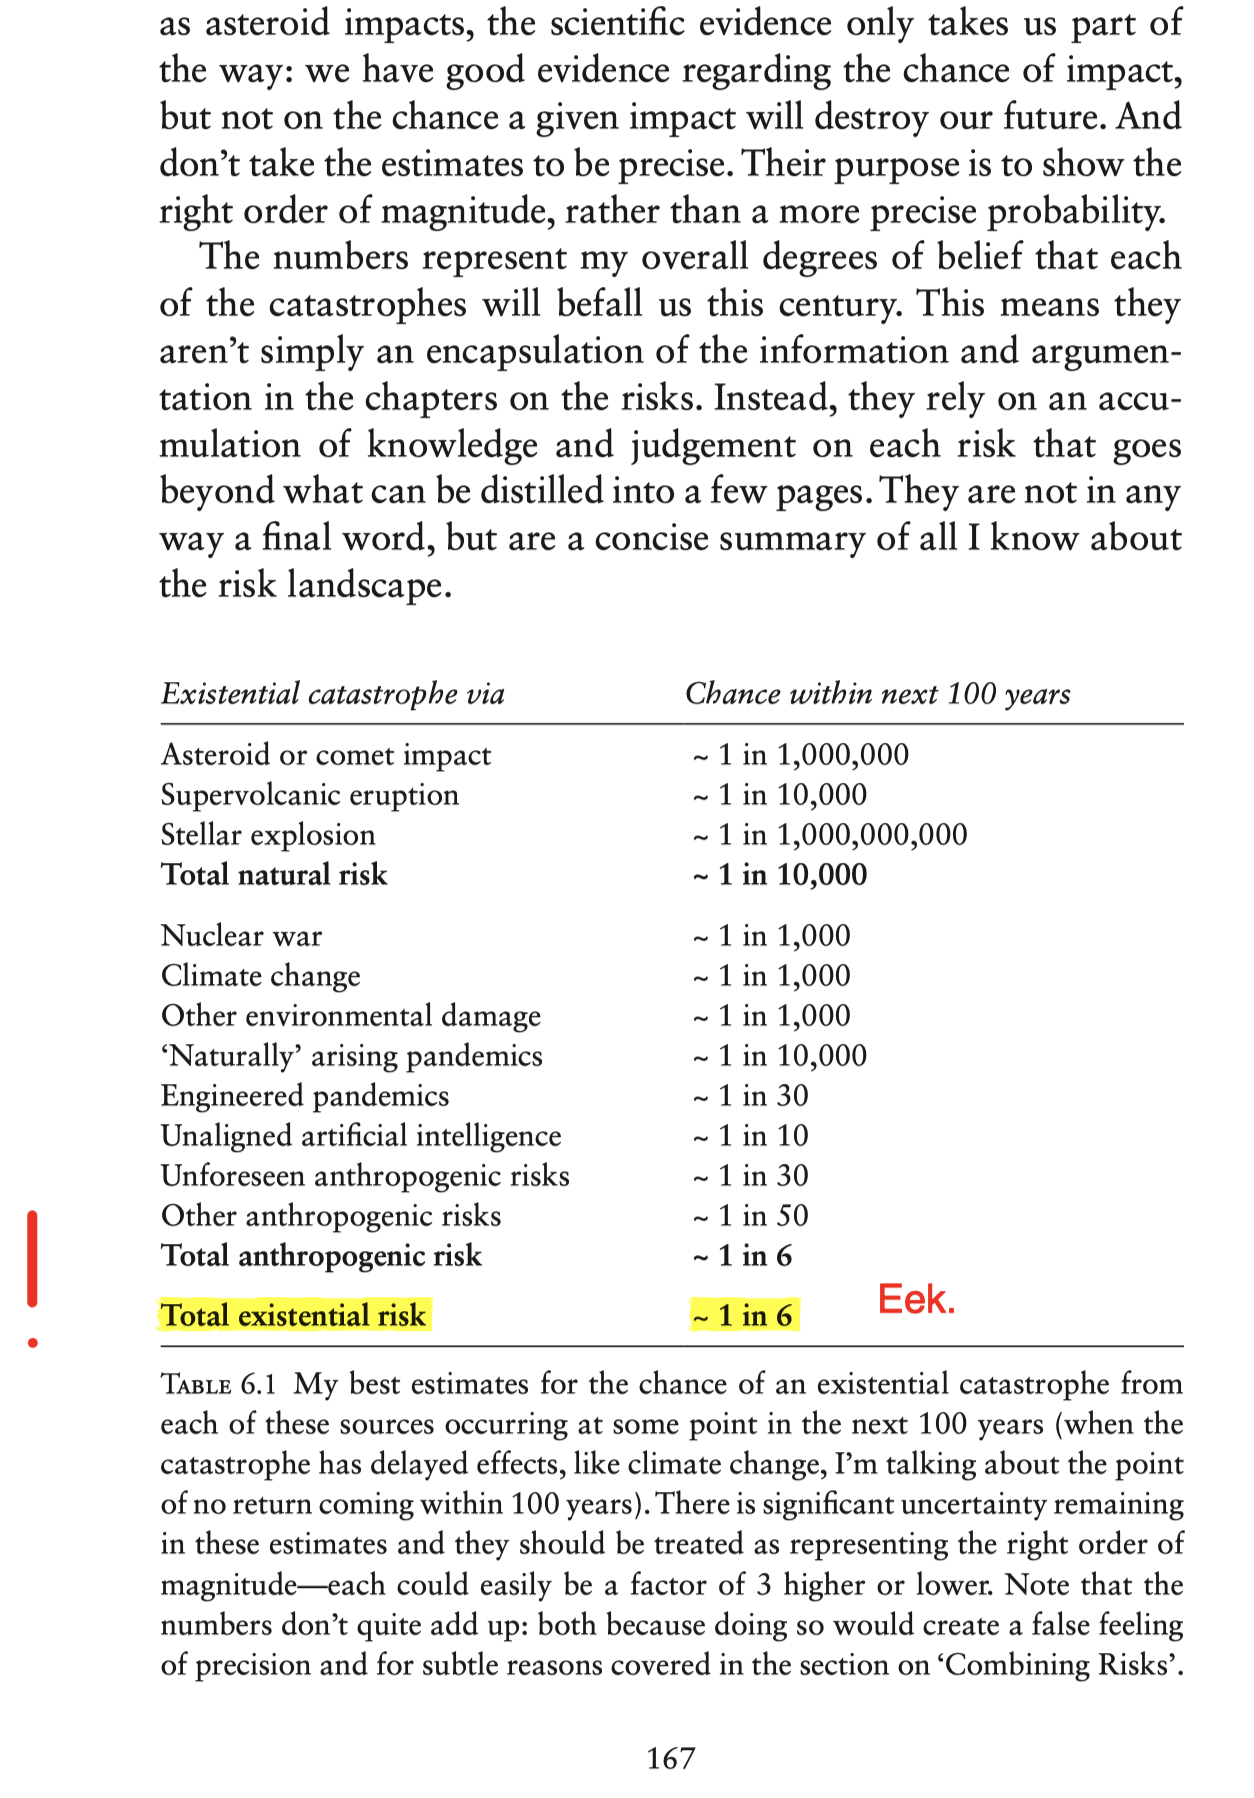 as asteroid impacts, the scientific evidence only takes us part of
the way: we have good evidence regarding the chance of impact,
but not on the chance a given impact will destroy our future. And
don’t take the estimates to be precise. Their purpose is to show the
right order of magnitude, rather than a more precise probability.
The numbers represent my overall degrees of belief that each
of the catastrophes will befall us this century. This means they
aren’t simply an encapsulation of the information and argumen-
tation in the chapters on the risks. Instead, they rely on an accu-
mulation of knowledge and judgement on each risk that goes
beyond what can be distilled into a few pages. They are not in any
way a final word, but are a concise summary of all I know about
the risk landscape.
Existential catastrophe via Chance within next 100 years
Asteroid or comet impact ~ 1 in 1,000,000
Supervolcanic eruption ~ 1 in 10,000
Stellar explosion ~ 1 in 1,000,000,000
Total natural risk ~ 1 in 10,000
Nuclear war ~ 1 in 1,000
Climate change ~ 1 in 1,000
Other environmental damage ~ 1 in 1,000
‘Naturally’ arising pandemics ~ 1 in 10,000
Engineered pandemics ~ 1 in 30
Unaligned artificial intelligence ~ 1 in 10
Unforeseen anthropogenic risks ~ 1 in 30
Other anthropogenic risks ~ 1 in 50
Total anthropogenic risk ~ 1 in 6
! Total existential risk ~ 1 in 6 Eek.
TABLE 6.1 My best estimates for the chance of an existential catastrophe from
each of these sources occurring at some point in the next 100 years (when the
catastrophe has delayed effects, like climate change, I’m talking about the point
of no return coming within 100 years). There is significant uncertainty remaining
in these estimates and they should be treated as representing the right order of
magnitude—each could easily be a factor of 3 higher or lower. Note that the
numbers don’t quite add up: both because doing so would create a false feeling
of precision and for subtle reasons covered in the section on ‘Combining Risks’.
167